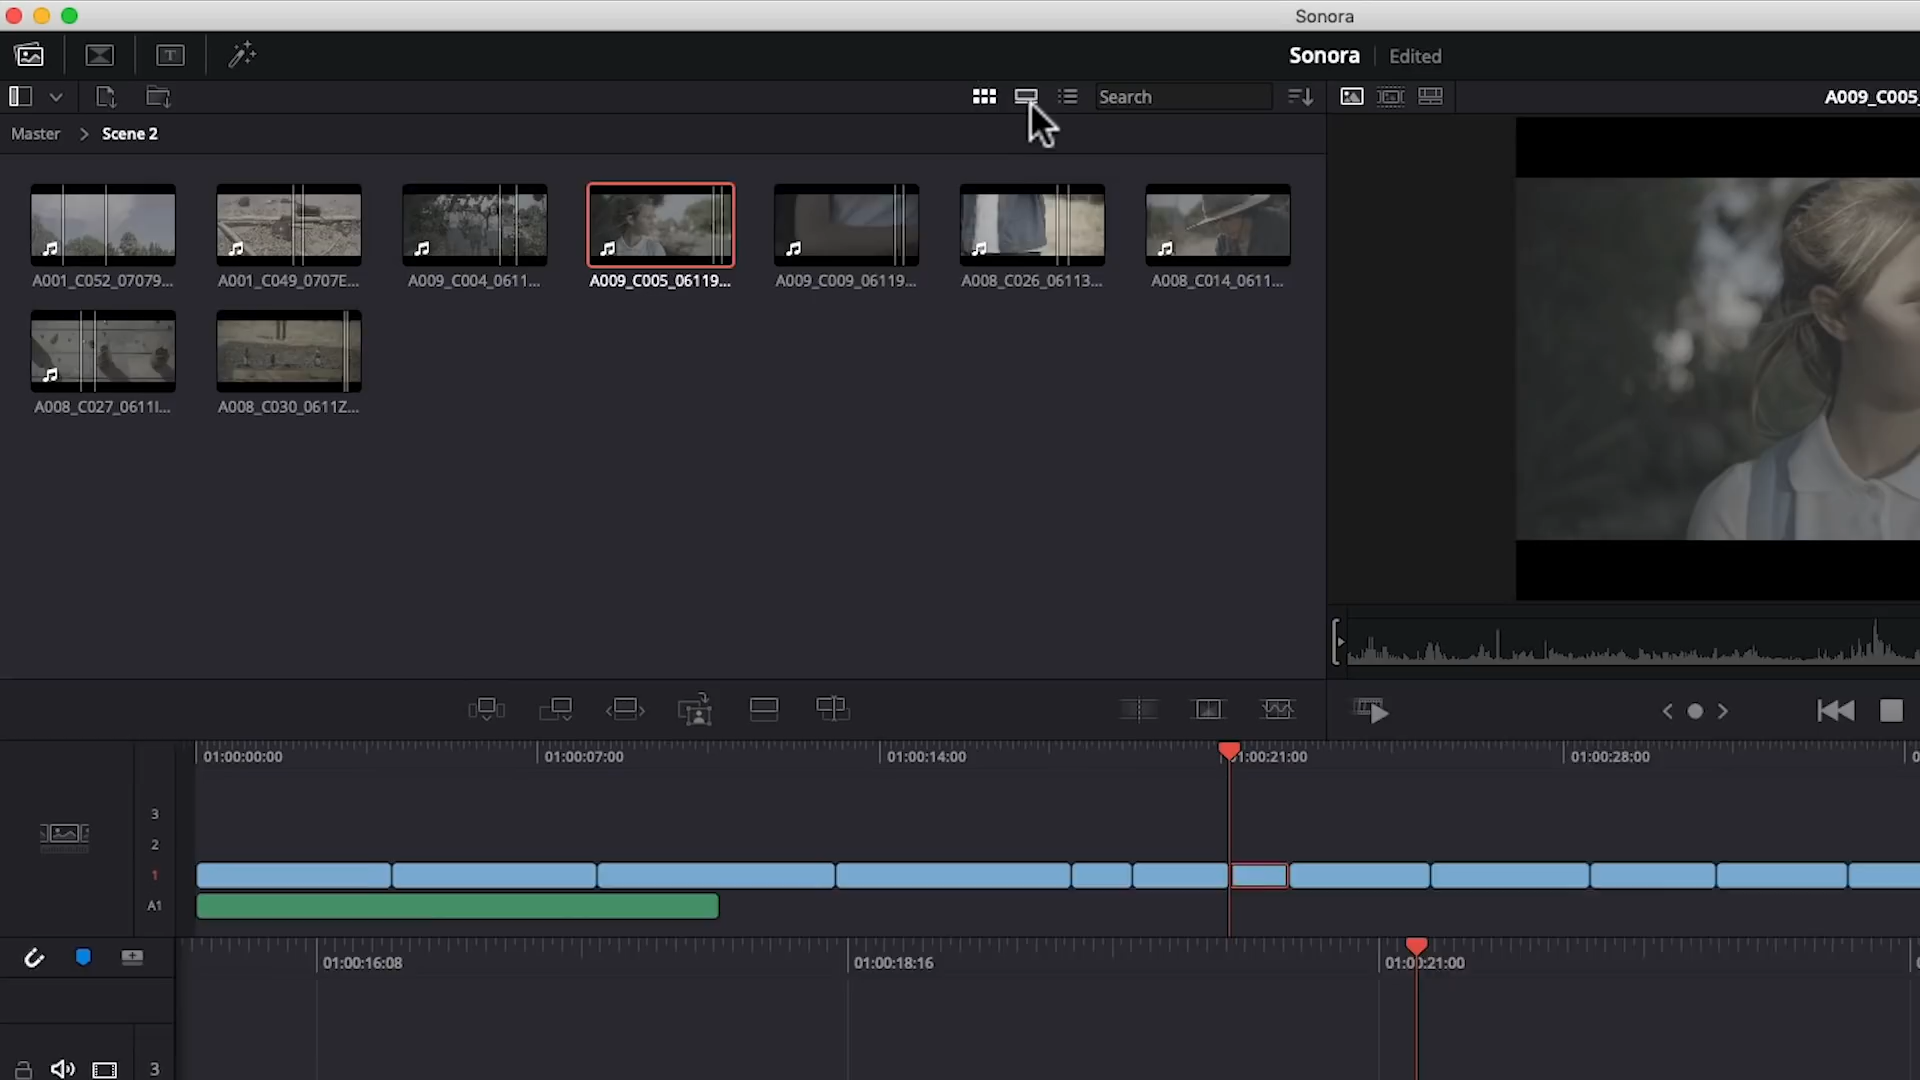 Sonora
Sonora
Edited
Search
A009_C005_
Master > Scene 2
A001_C052_07079...
A001_C049_0707E...
A009_C004_0611...
A009_C005_06119...
A009_C009_06119...
A008_C026_06113...
A008_C014_0611...
A008_C027_0611I...
A008_C030_0611Z...
01:00:00:00
01:00:07:00
01:00:14:00
01:00:21:00
01:00:28:00
3
2
1
A1
01:00:16:08
01:00:18:16
01:00:21:00
3